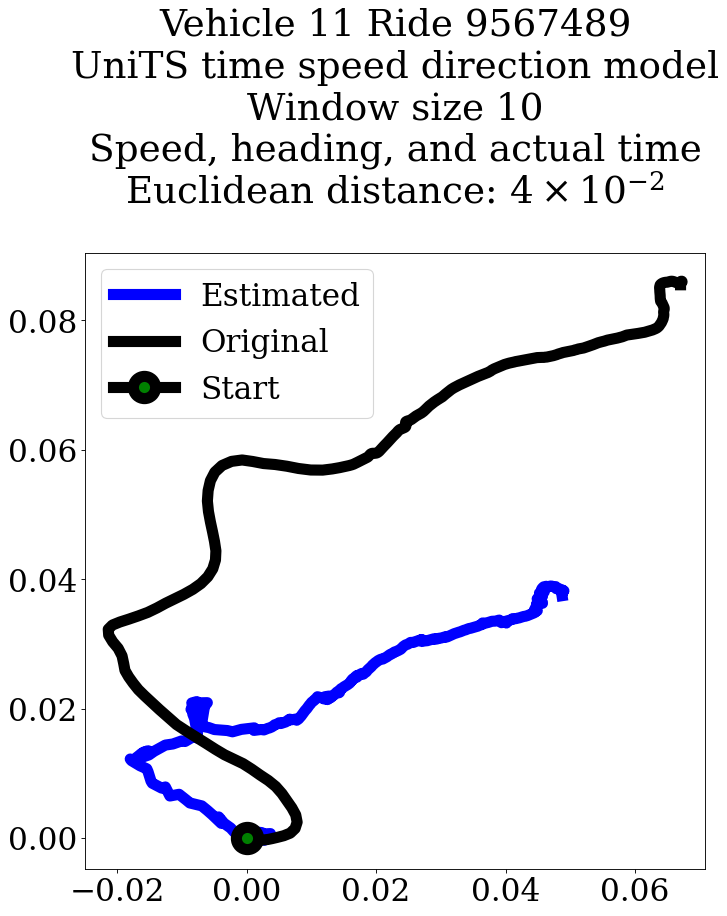 Vehicle 11 Ride 9567489
UniTS time speed direction model
Window size 10
Speed, heading, and actual time
Euclidean distance: 4 × 10⁻²
Estimated
Original
Start
0.08
0.06
0.04
0.02
0.00
−0.02 0.00 0.02 0.04 0.06